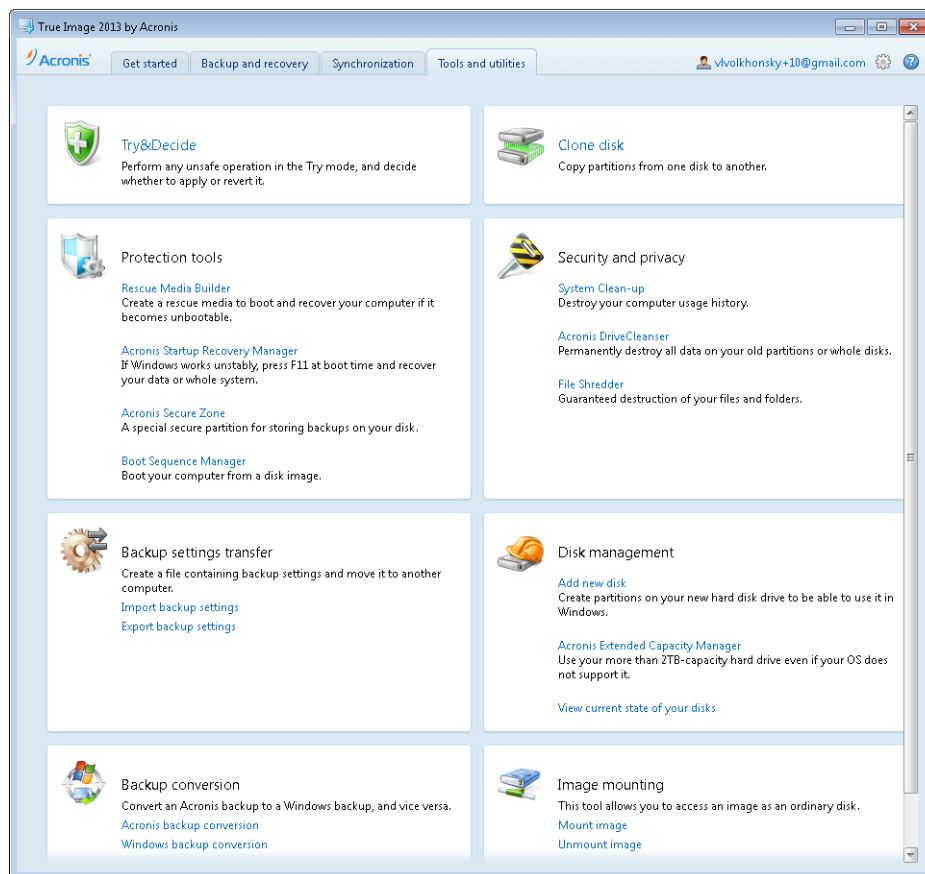 True Image 2013 by Acronis
Acronis
Get started
Backup and recovery
Synchronization
Tools and utilities
vlvolkhonsky+10@gmail.com
?
Try&Decide
Perform any unsafe operation in the Try mode, and decide
whether to apply or revert it.
Clone disk
Copy partitions from one disk to another.
Protection tools
Rescue Media Builder
Create a rescue media to boot and recover your computer if it
becomes unbootable.
Acronis Startup Recovery Manager
If Windows works unstably, press F11 at boot time and recover
your data or whole system.
Acronis Secure Zone
A special secure partition for storing backups on your disk.
Boot Sequence Manager
Boot your computer from a disk image.
Security and privacy
System Clean-up
Destroy your computer usage history.
Acronis DriveCleanser
Permanently destroy all data on your old partitions or whole disks.
File Shredder
Guaranteed destruction of your files and folders.
Backup settings transfer
Create a file containing backup settings and move it to another
computer.
Import backup settings
Export backup settings
Disk management
Add new disk
Create partitions on your new hard disk drive to be able to use it in
Windows.
Acronis Extended Capacity Manager
Use your more than 2TB-capacity hard drive even if your OS does
not support it.
View current state of your disks
Backup conversion
Convert an Acronis backup to a Windows backup, and vice versa.
Acronis backup conversion
Windows backup conversion
Image mounting
This tool allows you to access an image as an ordinary disk.
Mount image
Unmount image